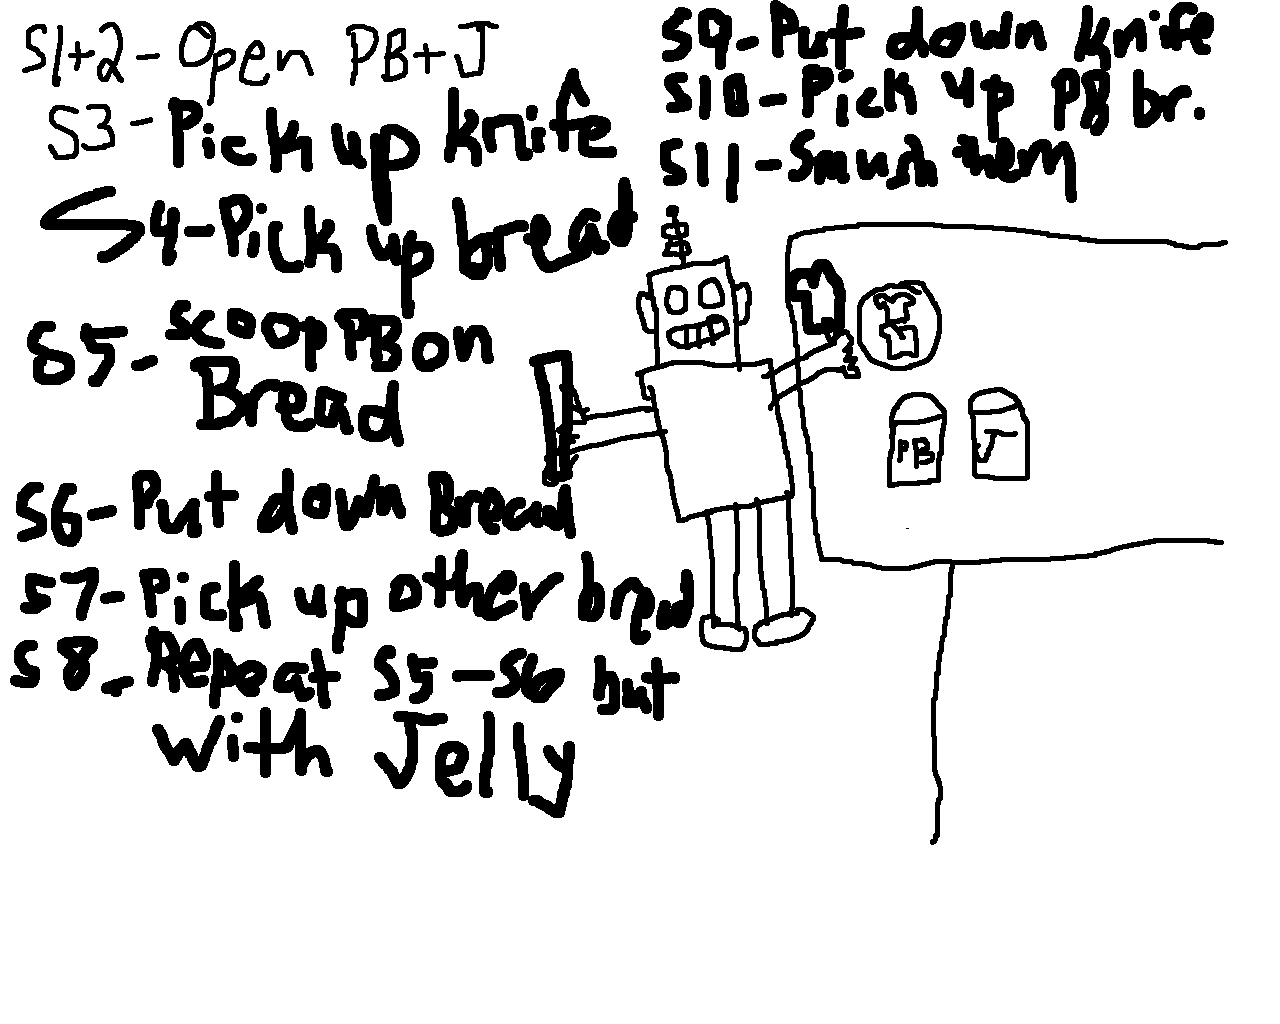 S1+2 - Open PB+J
S3 - Pick up knife
S4 - Pick up bread
S5 - scoop PB on
Bread
S6 - Put down Bread
S7 - Pick up other bread
S8 - Repeat S5 - S6 but
with Jelly
S9 - Put down knife
S10 - Pick up PB br.
S11 - Smush them
PB
J